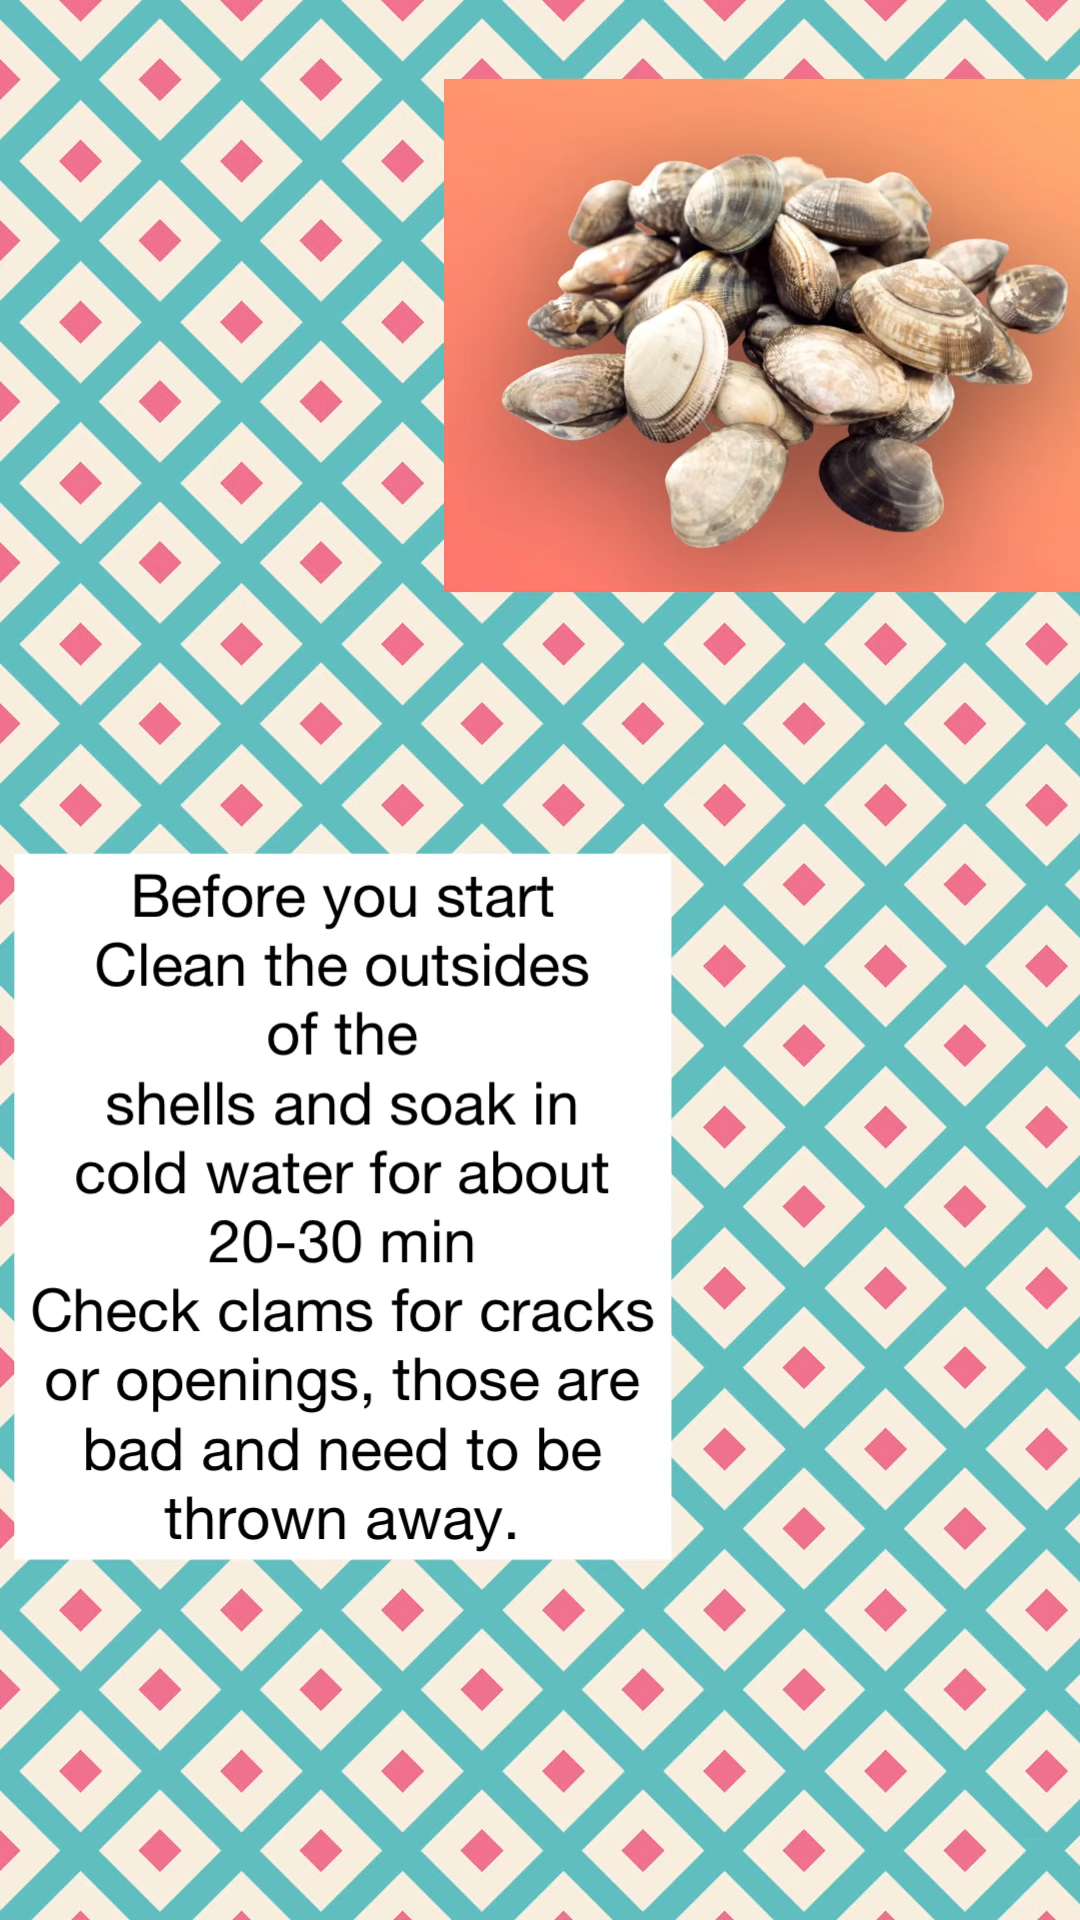 Before you start
Clean the outsides
of the
shells and soak in
cold water for about
20-30 min
Check clams for cracks
or openings, those are
bad and need to be
thrown away.